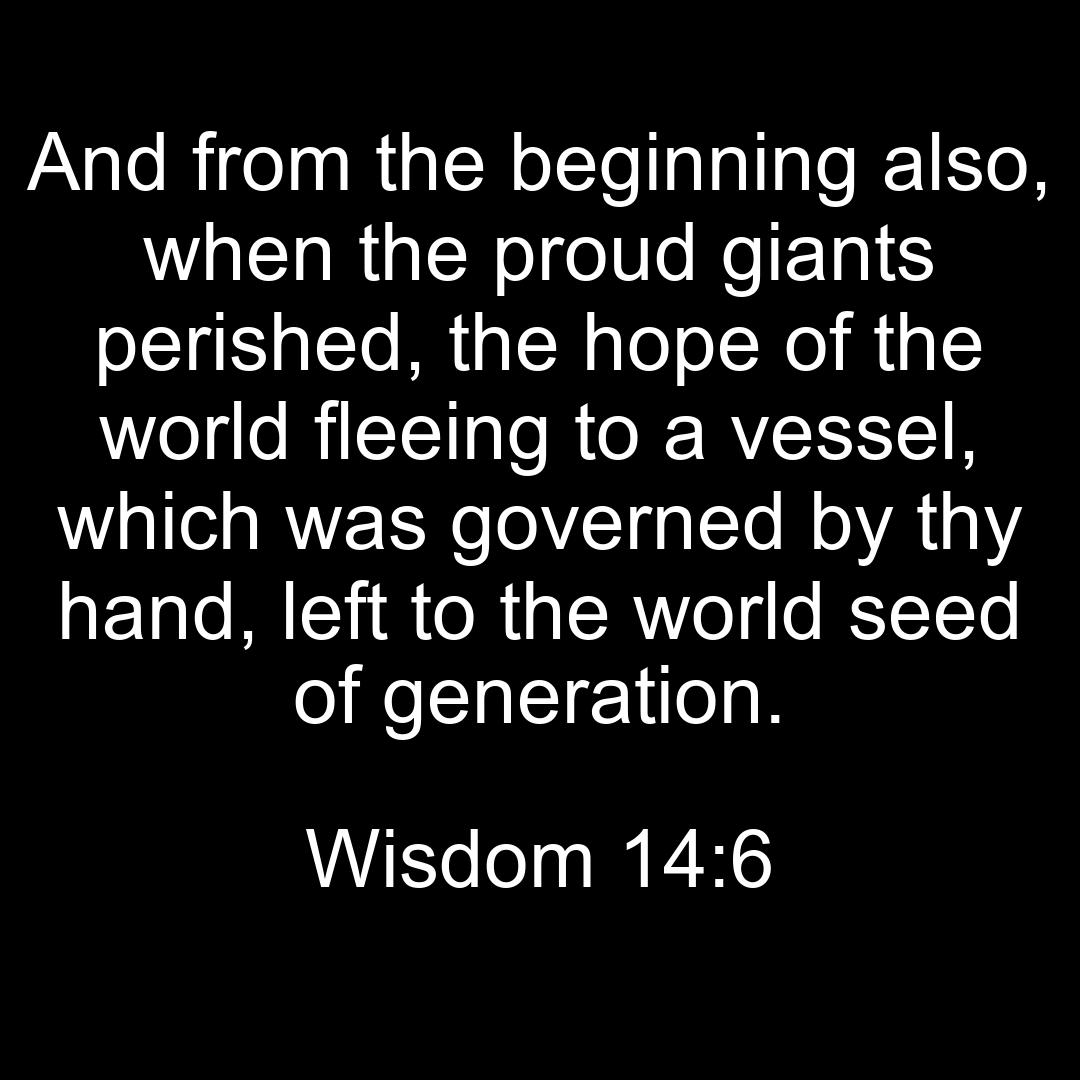 And from the beginning also,
when the proud giants
perished, the hope of the
world fleeing to a vessel,
which was governed by thy
hand, left to the world seed
of generation.
Wisdom 14:6